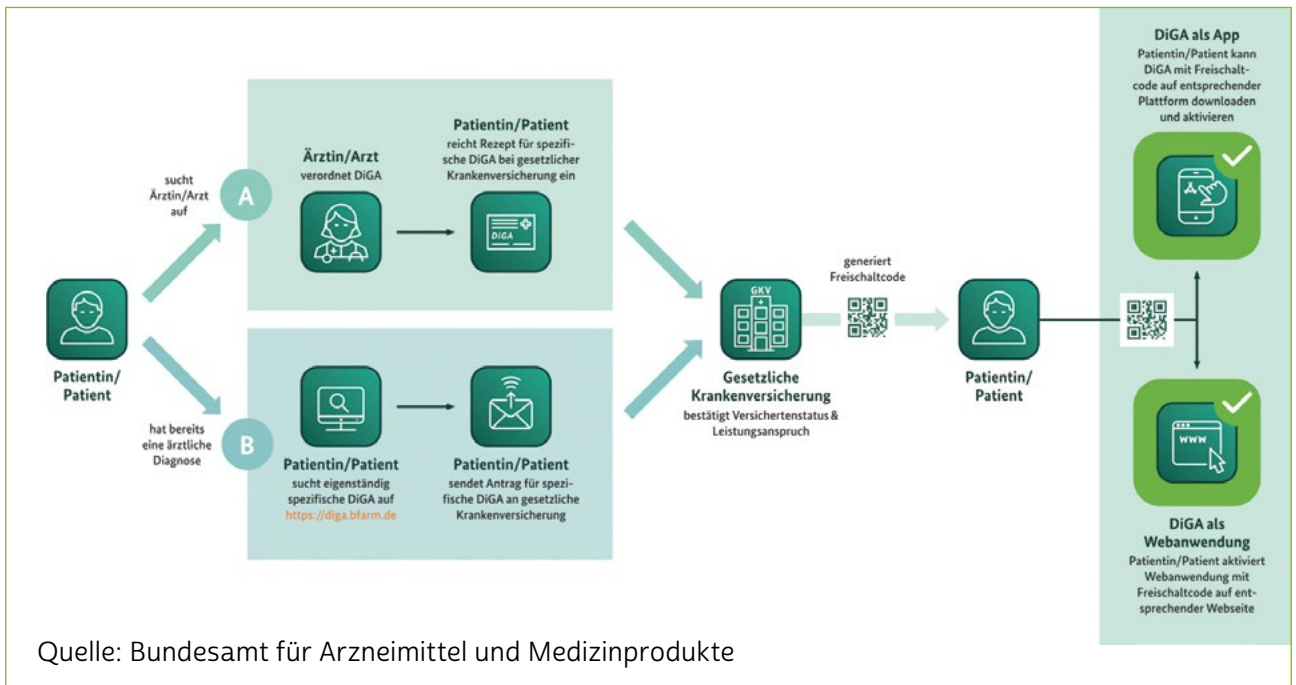 sucht
Ärztin/Arzt
auf
A
Patientin/
Patient
hat bereits
eine ärztliche
Diagnose
B
Ärztin/Arzt
verordnet DiGA
Patientin/Patient
reicht Rezept für spezifi-
sche DiGA bei gesetzlicher
Krankenversicherung ein
DiGA
Patientin/Patient
sucht eigenständig
spezifische DiGA auf
https://diga.bfarm.de
Patientin/Patient
sendet Antrag für spezi-
fische DiGA an gesetzliche
Krankenversicherung
GKV
Gesetzliche
Krankenversicherung
bestätigt Versichertenstatus &
Leistungsanspruch
generiert
Freischaltcode
Patientin/
Patient
DiGA als App
Patientin/Patient kann
DiGA mit Freischalt-
code auf entsprechender
Plattform downloaden
und aktivieren
www
DiGA als
Webanwendung
Patientin/Patient aktiviert
Webanwendung mit
Freischaltcode auf ent-
sprechender Webseite
Quelle: Bundesamt für Arzneimittel und Medizinprodukte